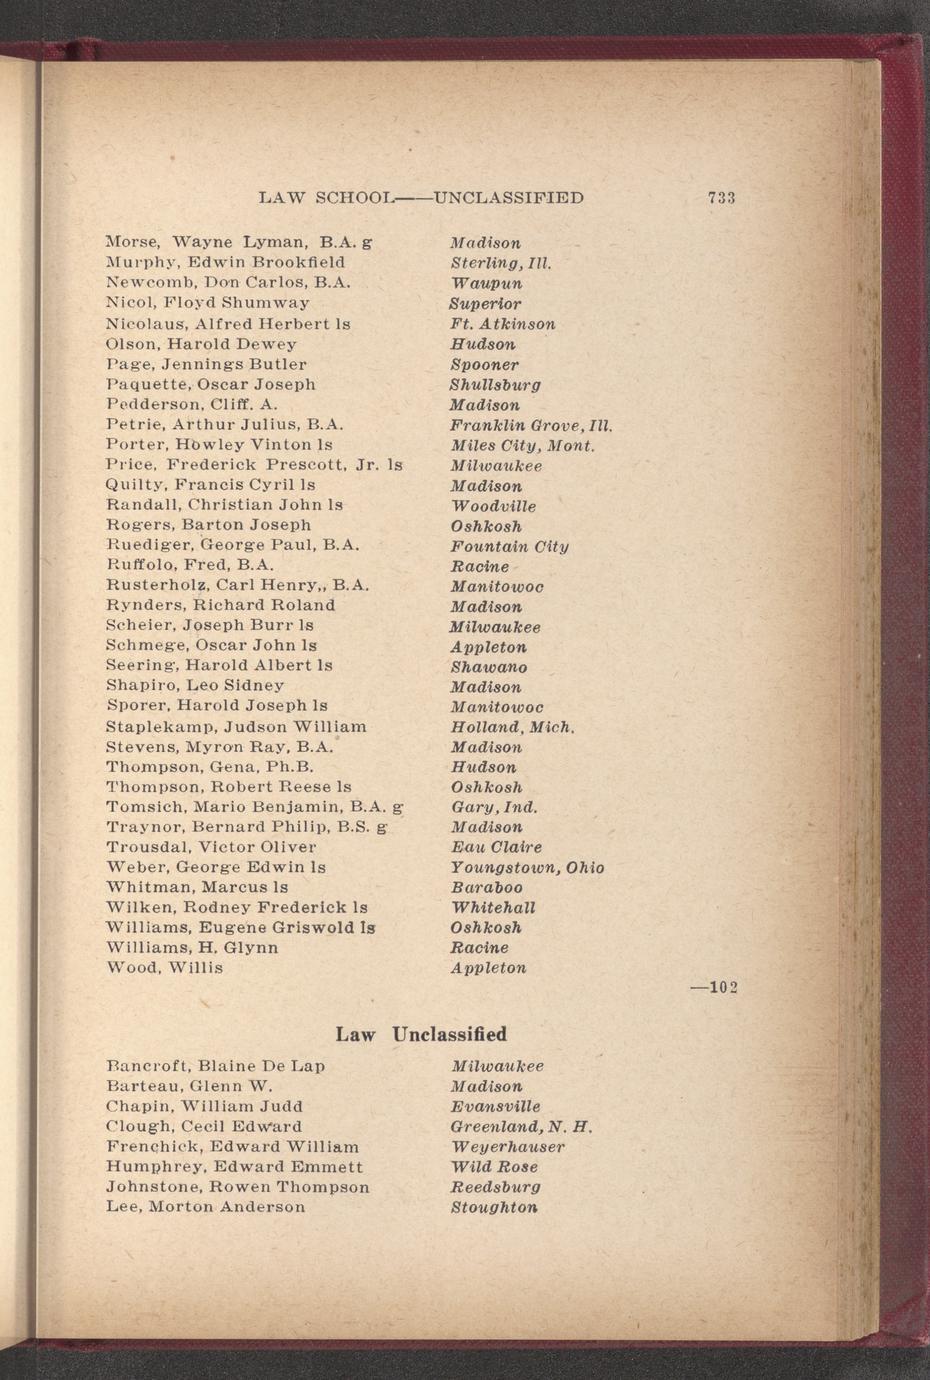 LAW SCHOOL——UNCLASSIFIED 733
Morse, Wayne Lyman, B.A. g Madison
Murphy, Edwin Brookfield Sterling, Ill.
Newcomb, Don Carlos, B.A. Waupun
Nicol, Floyd Shumway Superior
Nicolaus, Alfred Herbert ls Ft. Atkinson
Olson, Harold Dewey Hudson
Page, Jennings Butler Spooner
Paquette, Oscar Joseph Shullsburg
Pedderson, Cliff. A. Madison
Petrie, Arthur Julius, B.A. Franklin Grove, Ill.
Porter, Howley Vinton ls Miles City, Mont.
Price, Frederick Prescott, Jr. ls Milwaukee
Quilty, Francis Cyril ls Madison
Randall, Christian John ls Woodville
Rogers, Barton Joseph Oshkosh
Ruediger, George Paul, B.A. Fountain City
Ruffolo, Fred, B.A. Racine
Rusterholz, Carl Henry,, B.A. Manitowoc
Rynders, Richard Roland Madison
Scheier, Joseph Burr ls Milwaukee
Schmege, Oscar John ls Appleton
Seering, Harold Albert ls Shawano
Shapiro, Leo Sidney Madison
Sporer, Harold Joseph ls Manitowoc
Staplekamp, Judson William Holland, Mich.
Stevens, Myron Ray, B.A. Madison
Thompson, Gena, Ph.B. Hudson
Thompson, Robert Reese ls Oshkosh
Tomsich, Mario Benjamin, B.A. g Gary, Ind.
Traynor, Bernard Philip, B.S. g Madison
Trousdal, Victor Oliver Eau Claire
Weber, George Edwin ls Youngstown, Ohio
Whitman, Marcus ls Baraboo
Wilken, Rodney Frederick ls Whitehall
Williams, Eugene Griswold ls Oshkosh
Williams, H. Glynn Racine
Wood, Willis Appleton
—102
Law Unclassified
Bancroft, Blaine De Lap Milwaukee
Barteau, Glenn W. Madison
Chapin, William Judd Evansville
Clough, Cecil Edward Greenland, N. H.
Frenchick, Edward William Weyerhauser
Humphrey, Edward Emmett Wild Rose
Johnstone, Rowen Thompson Reedsburg
Lee, Morton Anderson Stoughton